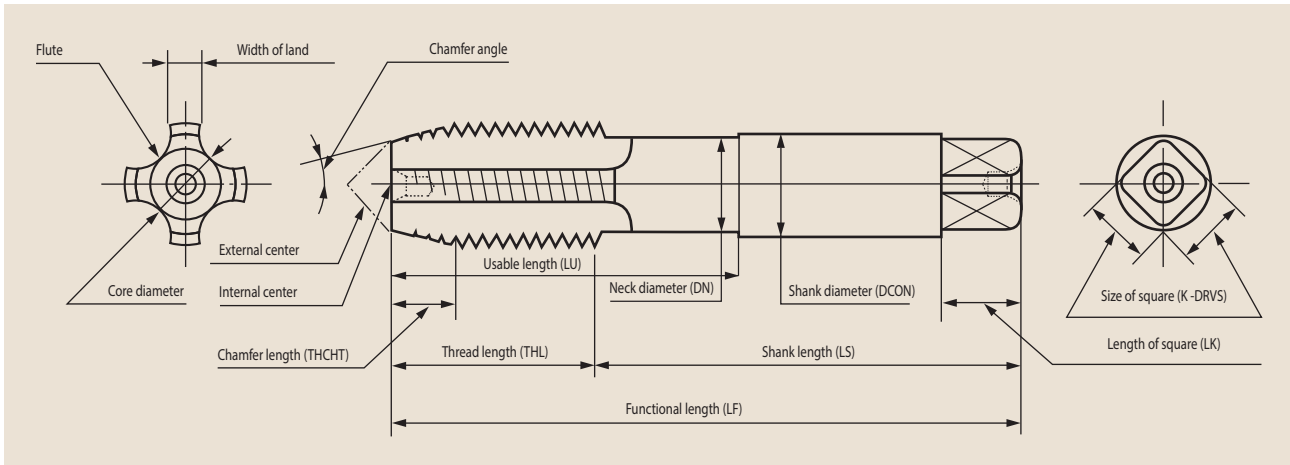 Flute
Width of land
Chamfer angle
External center
Core diameter
Internal center
Usable length (LU)
Neck diameter (DN)
Shank diameter (DCON)
Size of square (K -DRVS)
Chamfer length (THCHT)
Thread length (THL)
Shank length (LS)
Length of square (LK)
Functional length (LF)